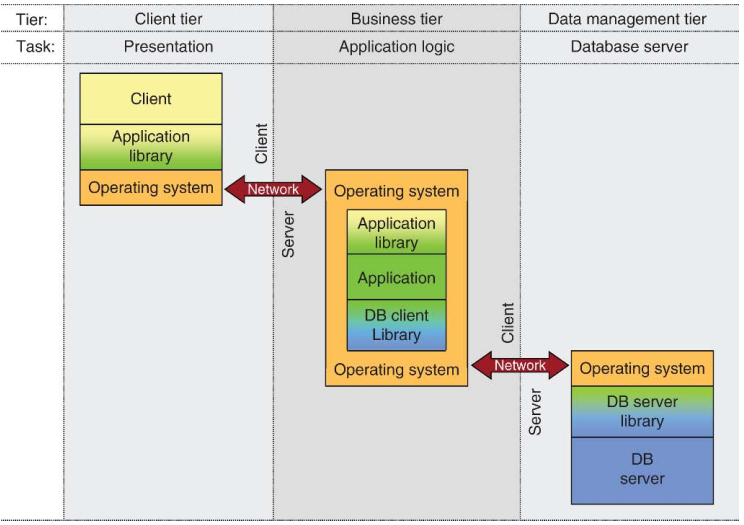 Tier:
Client tier
Business tier
Data management tier
Task:
Presentation
Application logic
Database server
Client
Application
library
Operating system
Client
Network
Server
Operating system
Application
library
Application
DB client
Library
Operating system
Client
Network
Server
Operating system
DB server
library
DB
server